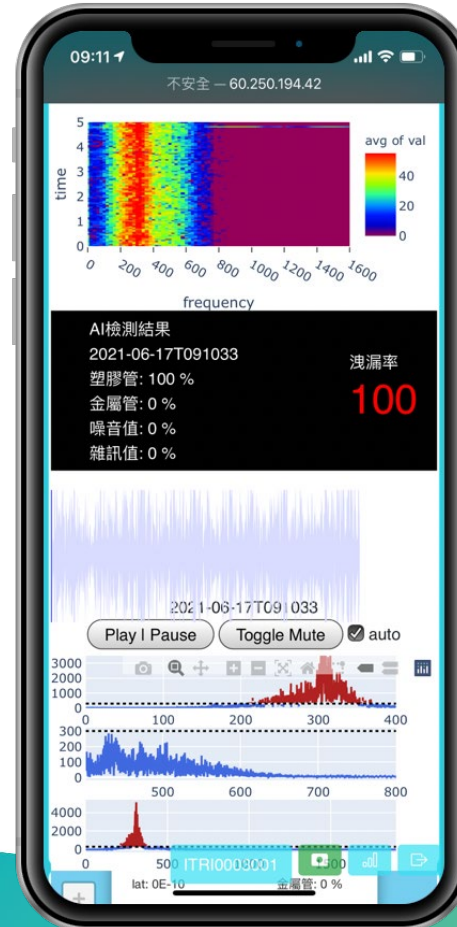 09:11
不安全 — 60.250.194.42
5
4
3
2
1
0
time
0 200 400 600 800 1000 1200 1400 1600
frequency
avg of val
40
20
0
AI檢測結果
2021-06-17T091033
塑膠管: 100 %
金屬管: 0 %
噪音值: 0 %
雜訊值: 0 %
洩漏率
100
2021-06-17T091033
Play | Pause
Toggle Mute
auto
3000
2000
1000
0
0 100 200 300 400
300
200
100
0
500 600 700 800
4000
2000
0
0 500 1500
ITRI0003001
lat: 0E-10
金屬管: 0 %
+